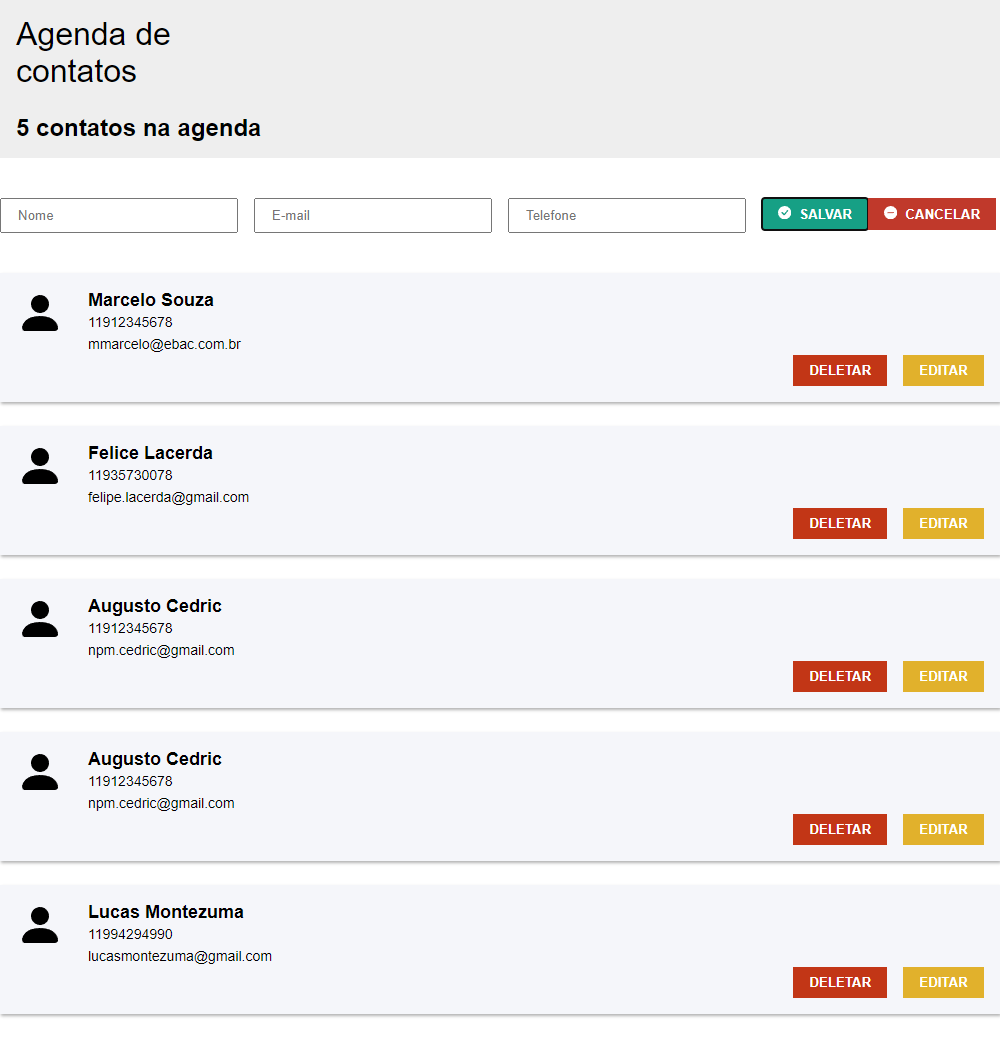 Agenda de
contatos
5 contatos na agenda
Nome E-mail Telefone SALVAR CANCELAR
Marcelo Souza
11912345678
mmarcelo@ebac.com.br
DELETAR EDITAR
Felice Lacerda
11935730078
felipe.lacerda@gmail.com
DELETAR EDITAR
Augusto Cedric
11912345678
npm.cedric@gmail.com
DELETAR EDITAR
Augusto Cedric
11912345678
npm.cedric@gmail.com
DELETAR EDITAR
Lucas Montezuma
11994294990
lucasmontezuma@gmail.com
DELETAR EDITAR